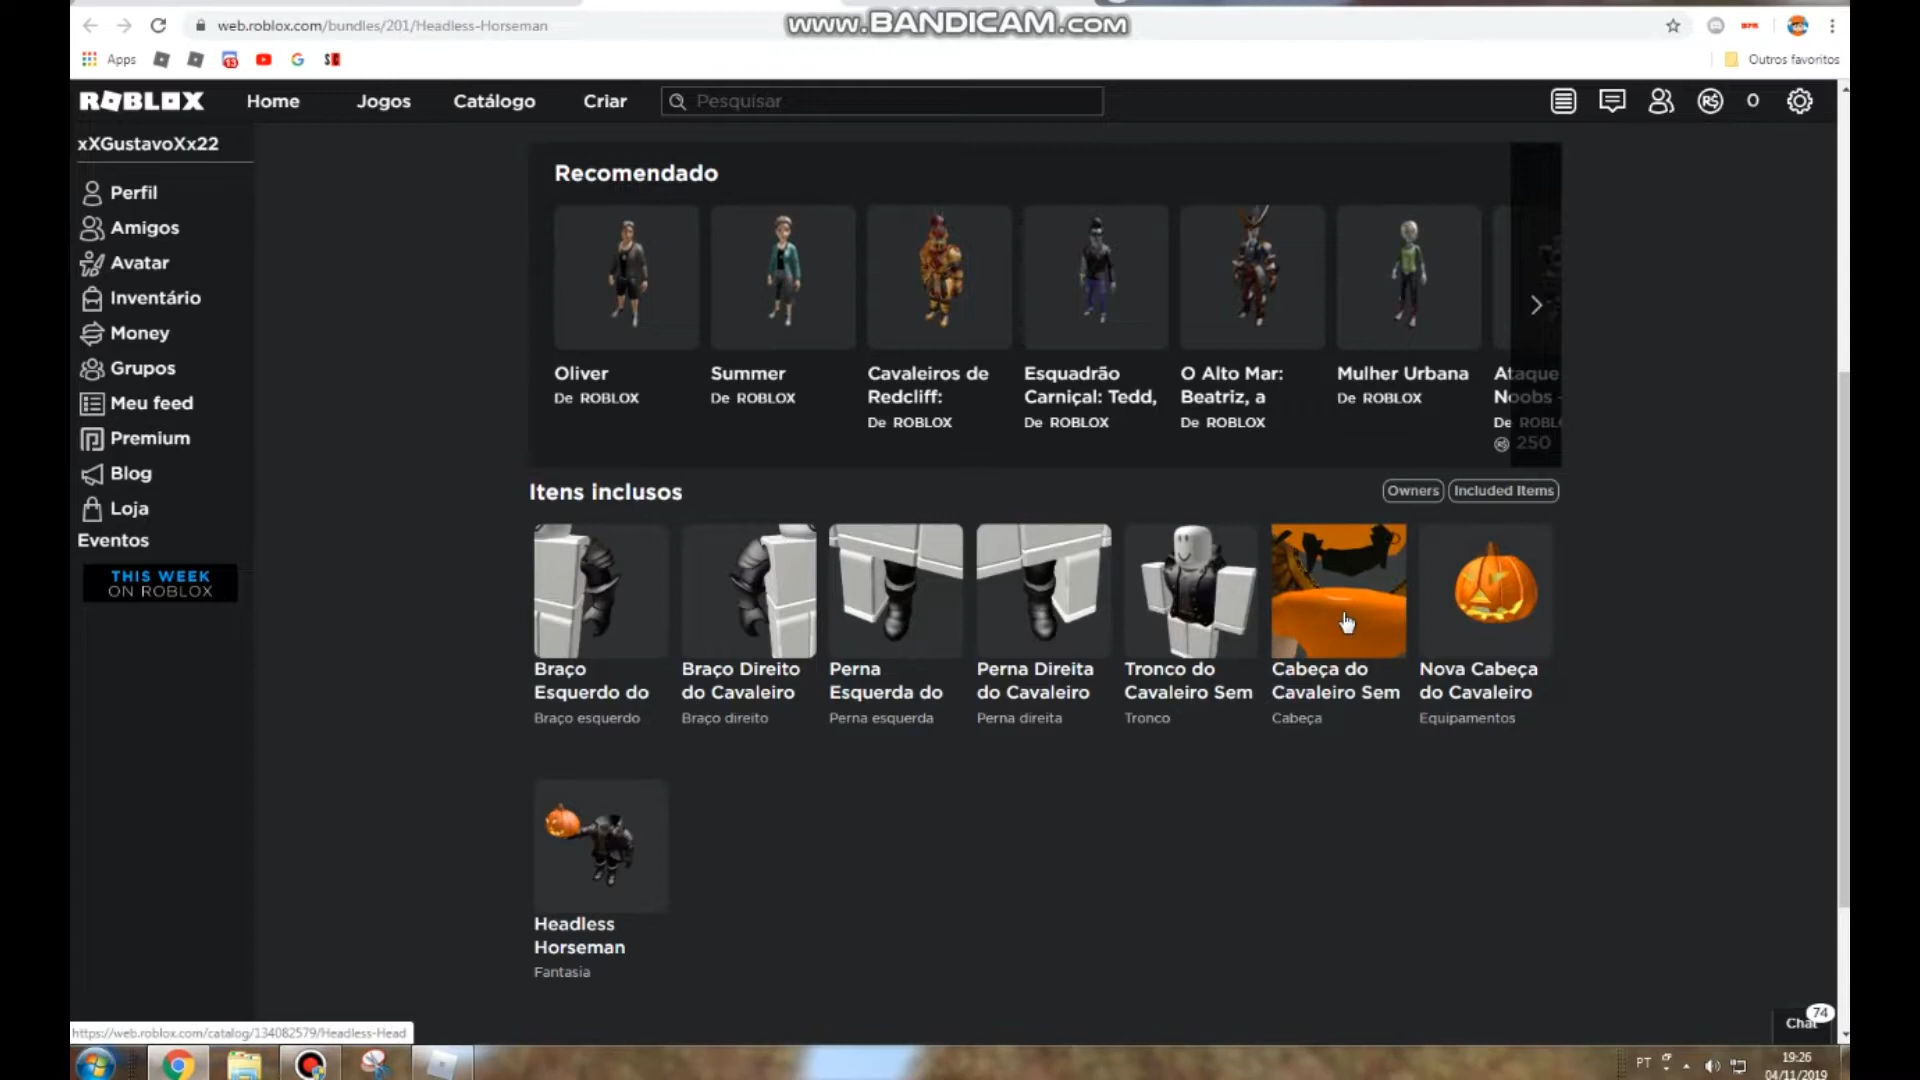 web.roblox.com/bundles/201/Headless-Horseman
www.BANDICAM.com
Apps
13
Outros favoritos
ROBLOX
Home
Jogos
Catálogo
Criar
Pesquisar
R$
0
xXGustavoXx22
Perfil
Amigos
Avatar
Inventário
Money
Grupos
Meu feed
Premium
Blog
Loja
Eventos
THIS WEEK
ON ROBLOX
Recomendado
Oliver
De ROBLOX
Summer
De ROBLOX
Cavaleiros de
Redcliff:
De ROBLOX
Esquadrão
Carniçal: Tedd,
De ROBLOX
O Alto Mar:
Beatriz, a
De ROBLOX
Mulher Urbana
De ROBLOX
Ataque
Noobs -
De ROBL
250
Itens inclusos
Owners
Included Items
Braço
Esquerdo do
Braço esquerdo
Braço Direito
do Cavaleiro
Braço direito
Perna
Esquerda do
Perna esquerda
Perna Direita
do Cavaleiro
Perna direita
Tronco do
Cavaleiro Sem
Tronco
Cabeça do
Cavaleiro Sem
Cabeça
Nova Cabeça
do Cavaleiro
Equipamentos
Headless
Horseman
Fantasia
74
Chat
https://web.roblox.com/catalog/134082579/Headless-Head
PT
19:26
04/11/2019